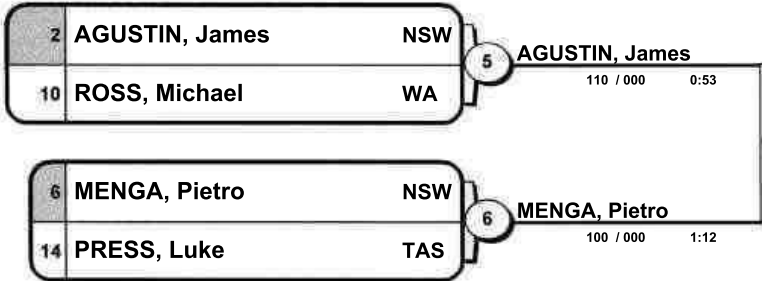 2 AGUSTIN, James NSW
5 AGUSTIN, James
110 / 000 0:53
10 ROSS, Michael WA
6 MENGA, Pietro NSW
6 MENGA, Pietro
100 / 000 1:12
14 PRESS, Luke TAS